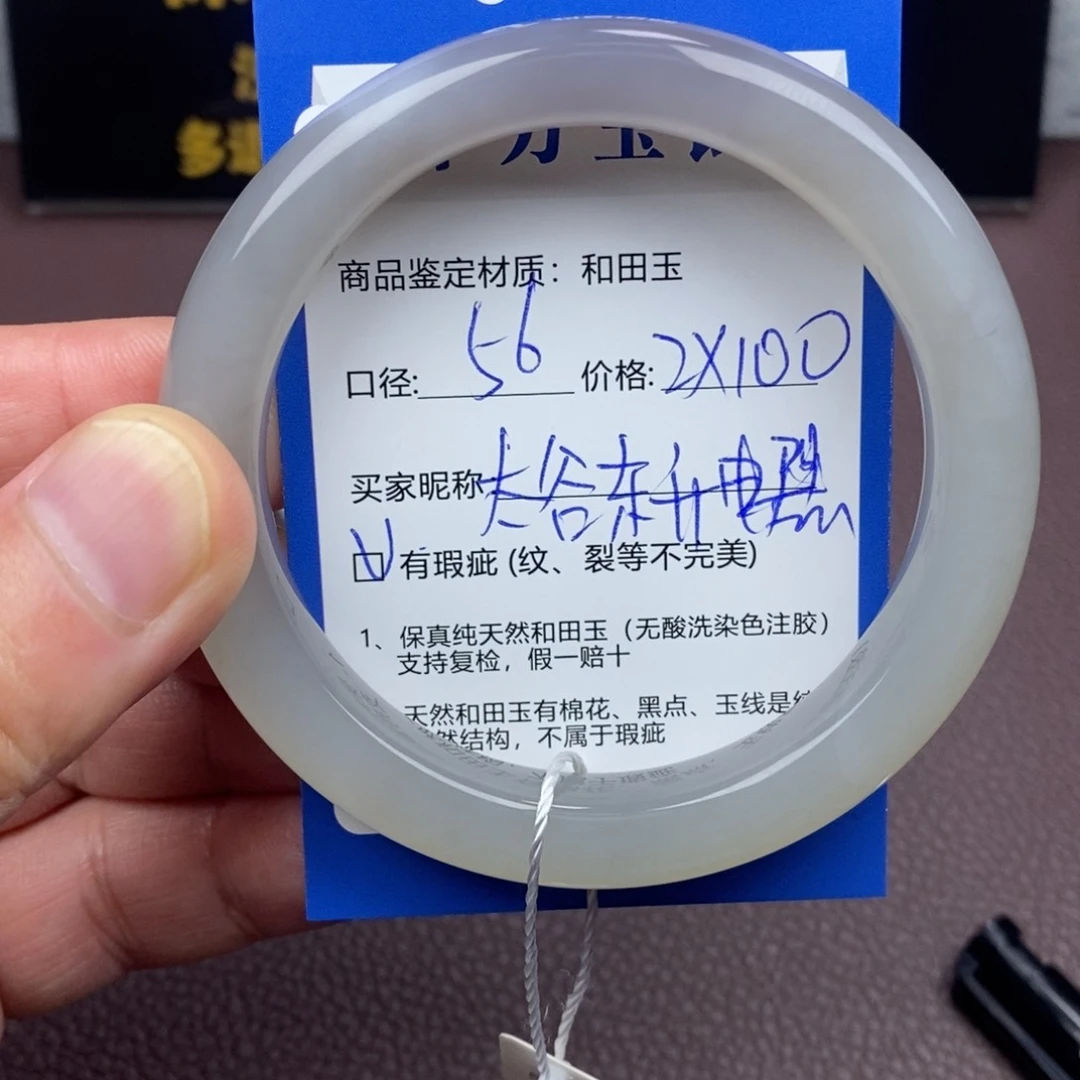 多
商品鉴定材质：和田玉
口径: 56 价格: 2X100
买家昵称 太谷东升电器
☑ 有瑕疵 (纹、裂等不完美)
1、保真纯天然和田玉（无酸洗染色注胶）
支持复检，假一赔十
天然和田玉有棉花、黑点、玉线是
然结构，不属于瑕疵